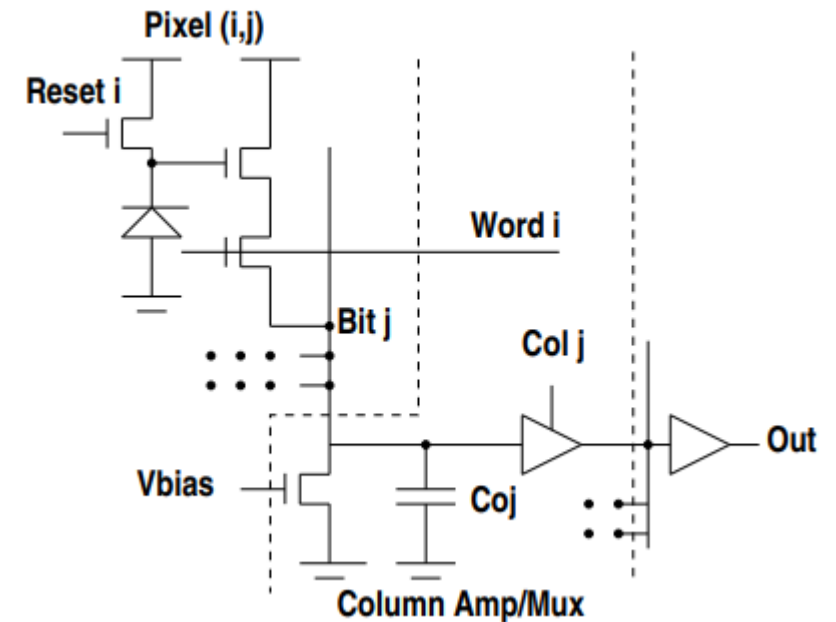 Pixel (i,j)
Reset i
Word i
Bit j
Col j
Out
Vbias
Coj
Column Amp/Mux